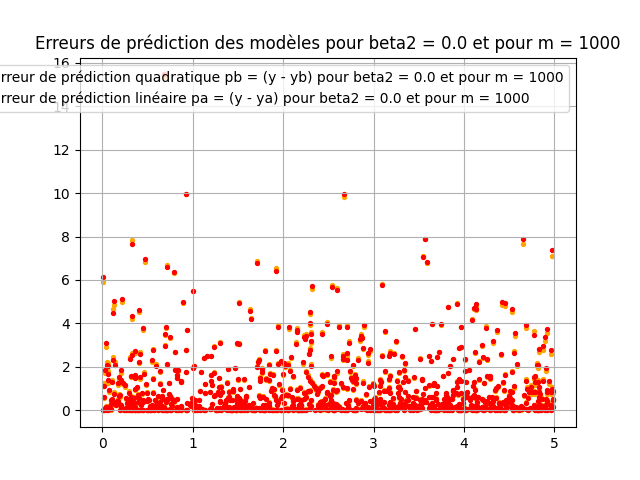 Erreurs de prédiction des modèles pour beta2 = 0.0 et pour m = 1000
16
rreur de prédiction quadratique pb = (y - yb) pour beta2 = 0.0 et pour m = 1000
rreur de prédiction linéaire pa = (y - ya) pour beta2 = 0.0 et pour m = 1000
14
12
10
8
6
4
2
0
0 1 2 3 4 5